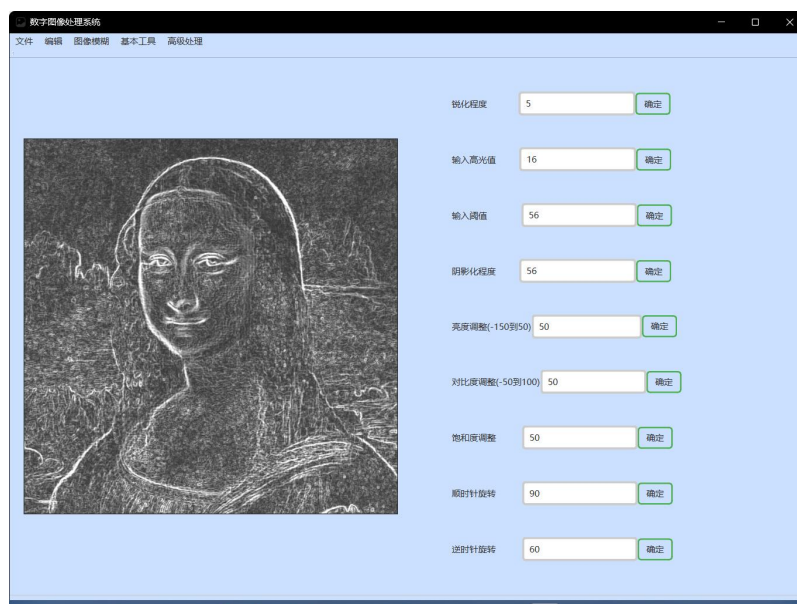 数字图像处理系统
文件 编辑 图像模糊 基本工具 高级处理
锐化程度 5 确定
输入高光值 16 确定
输入阈值 56 确定
阴影化程度 56 确定
亮度调整(-150到50) 50 确定
对比度调整(-50到100) 50 确定
饱和度调整 50 确定
顺时针旋转 90 确定
逆时针旋转 60 确定